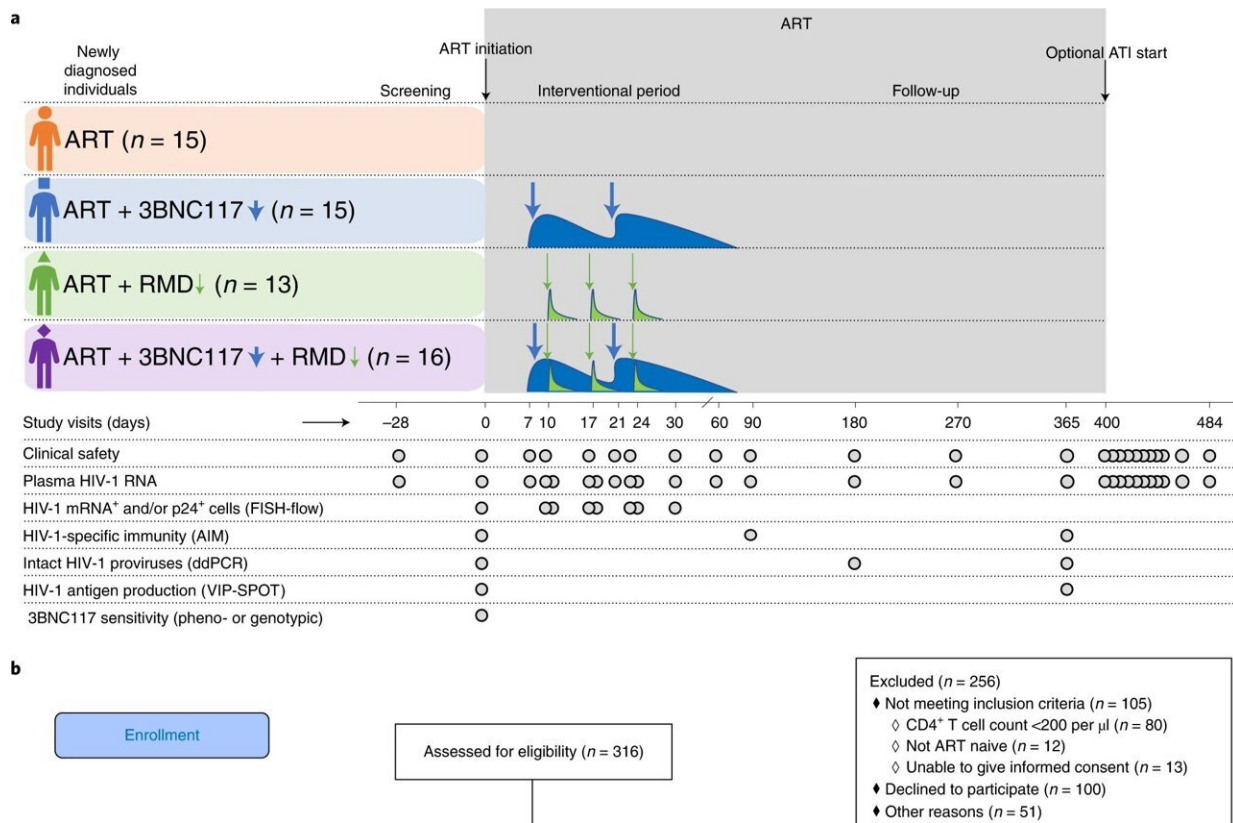 a
ART
Newly
diagnosed
individuals
Screening
ART initiation
Interventional period
Follow-up
Optional ATI start
ART (n = 15)
ART + 3BNC117 (n = 15)
ART + RMD↓ (n = 13)
ART + 3BNC117 + RMD ↓ (n = 16)
Study visits (days) −28 0 7 10 17 21 24 30 60 90 180 270 365 400 484
Clinical safety
Plasma HIV-1 RNA
HIV-1 mRNA⁺ and/or p24⁺ cells (FISH-flow)
HIV-1-specific immunity (AIM)
Intact HIV-1 proviruses (ddPCR)
HIV-1 antigen production (VIP-SPOT)
3BNC117 sensitivity (pheno- or genotypic)
b
Enrollment
Assessed for eligibility (n = 316)
Excluded (n = 256)
♦ Not meeting inclusion criteria (n = 105)
◊ CD4⁺ T cell count <200 per μl (n = 80)
◊ Not ART naive (n = 12)
◊ Unable to give informed consent (n = 13)
♦ Declined to participate (n = 100)
♦ Other reasons (n = 51)